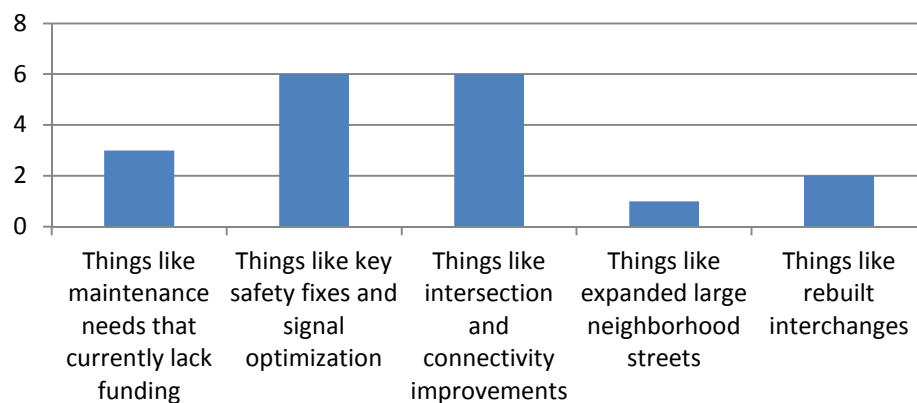 8
6
4
2
0
Things like
maintenance
needs that
currently lack
funding
Things like key
safety fixes and
signal
optimization
Things like
intersection
and
connectivity
improvements
Things like
expanded large
neighborhood
streets
Things like
rebuilt
interchanges